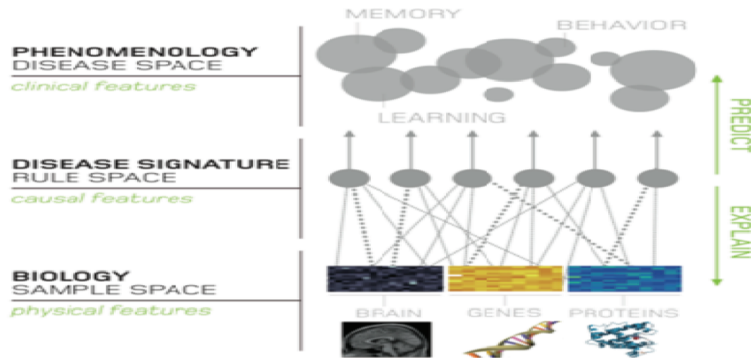 MEMORY
BEHAVIOR
PHENOMENOLOGY
DISEASE SPACE
clinical features
LEARNING
PREDICT
DISEASE SIGNATURE
RULE SPACE
causal features
EXPLAIN
BIOLOGY
SAMPLE SPACE
physical features
BRAIN
GENES
PROTEINS